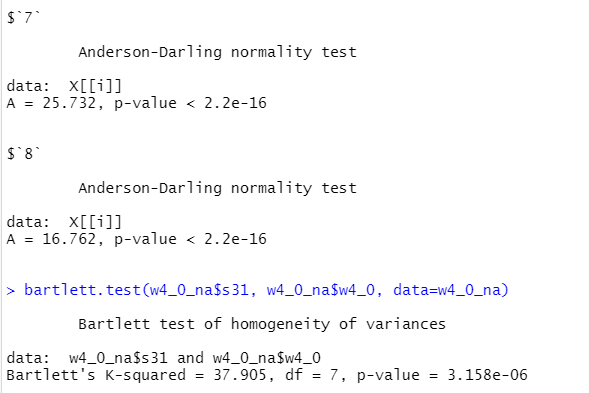 $`7`
Anderson-Darling normality test
data:  X[[i]]
A = 25.732, p-value < 2.2e-16
$`8`
Anderson-Darling normality test
data:  X[[i]]
A = 16.762, p-value < 2.2e-16
> bartlett.test(w4_0_na$s31, w4_0_na$w4_0, data=w4_0_na)
Bartlett test of homogeneity of variances
data:  w4_0_na$s31 and w4_0_na$w4_0
Bartlett's K-squared = 37.905, df = 7, p-value = 3.158e-06